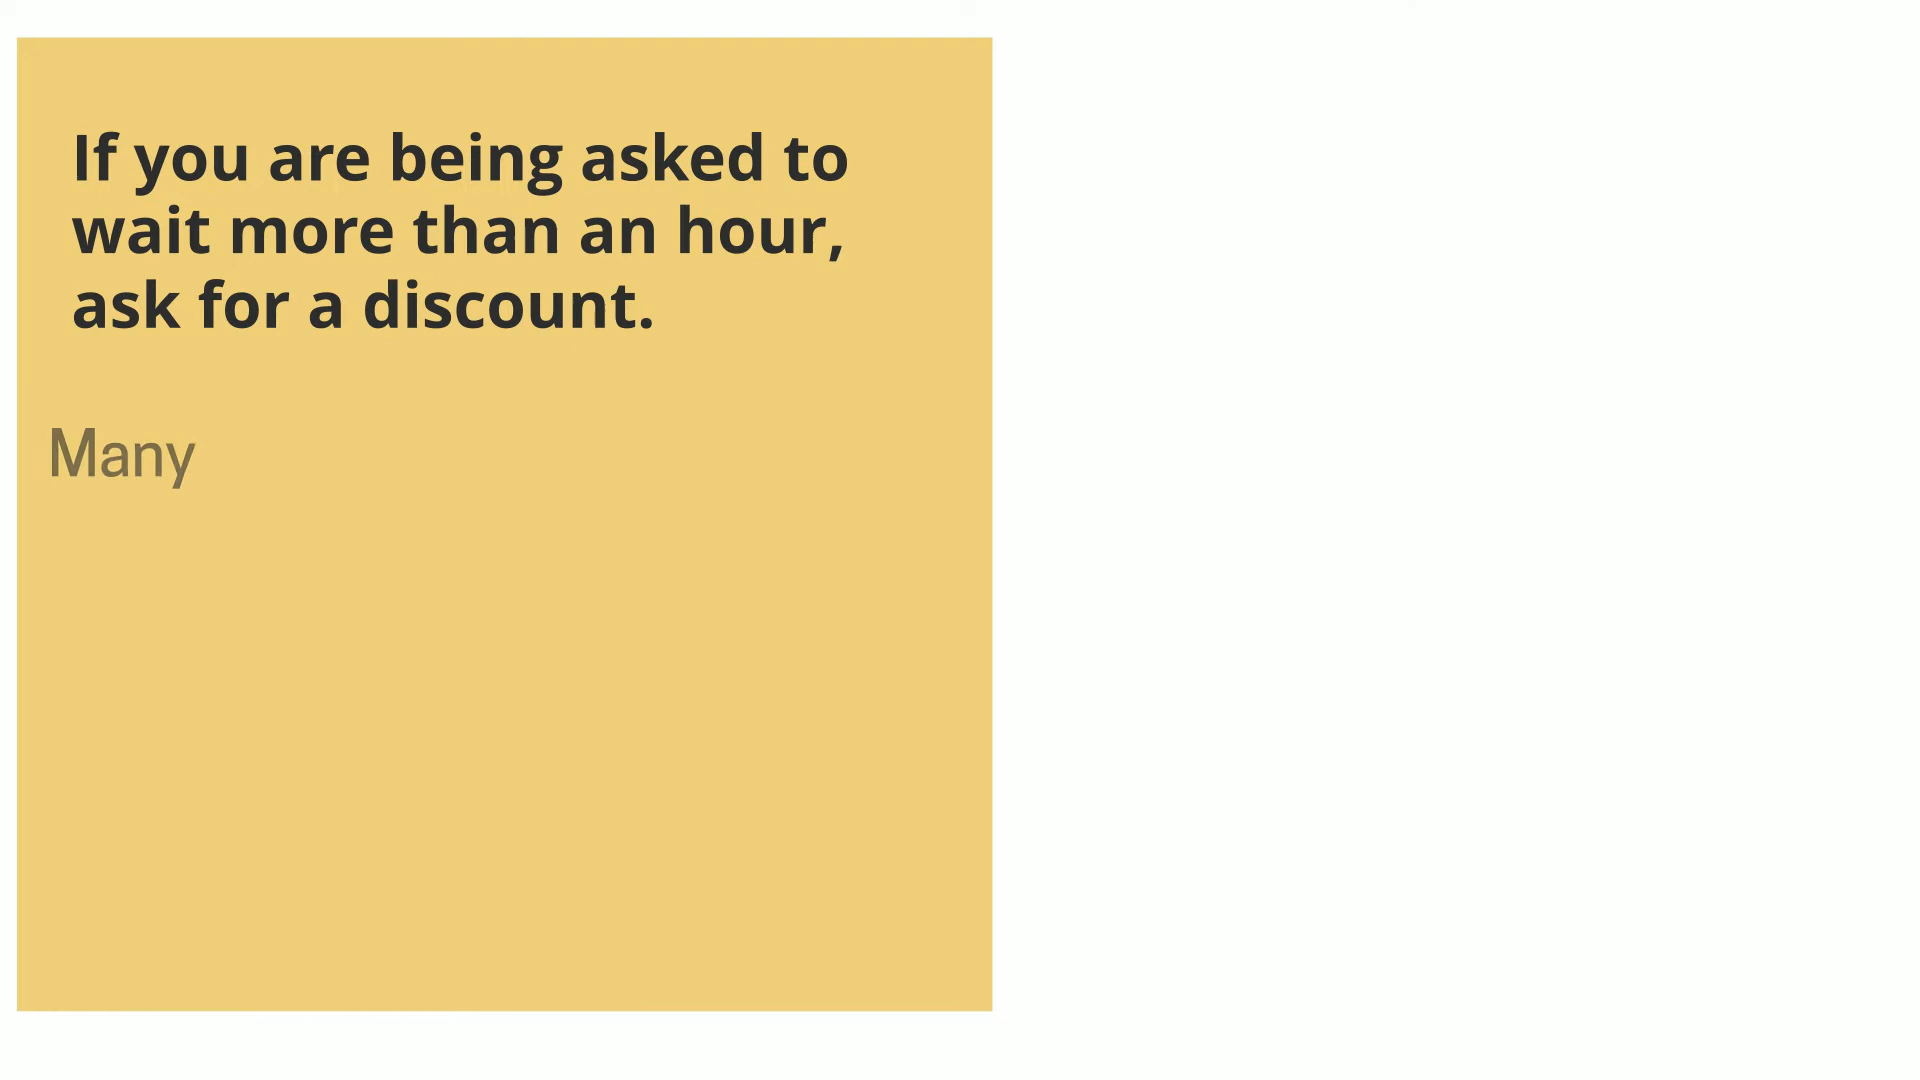 If you are being asked to
wait more than an hour,
ask for a discount.
Many